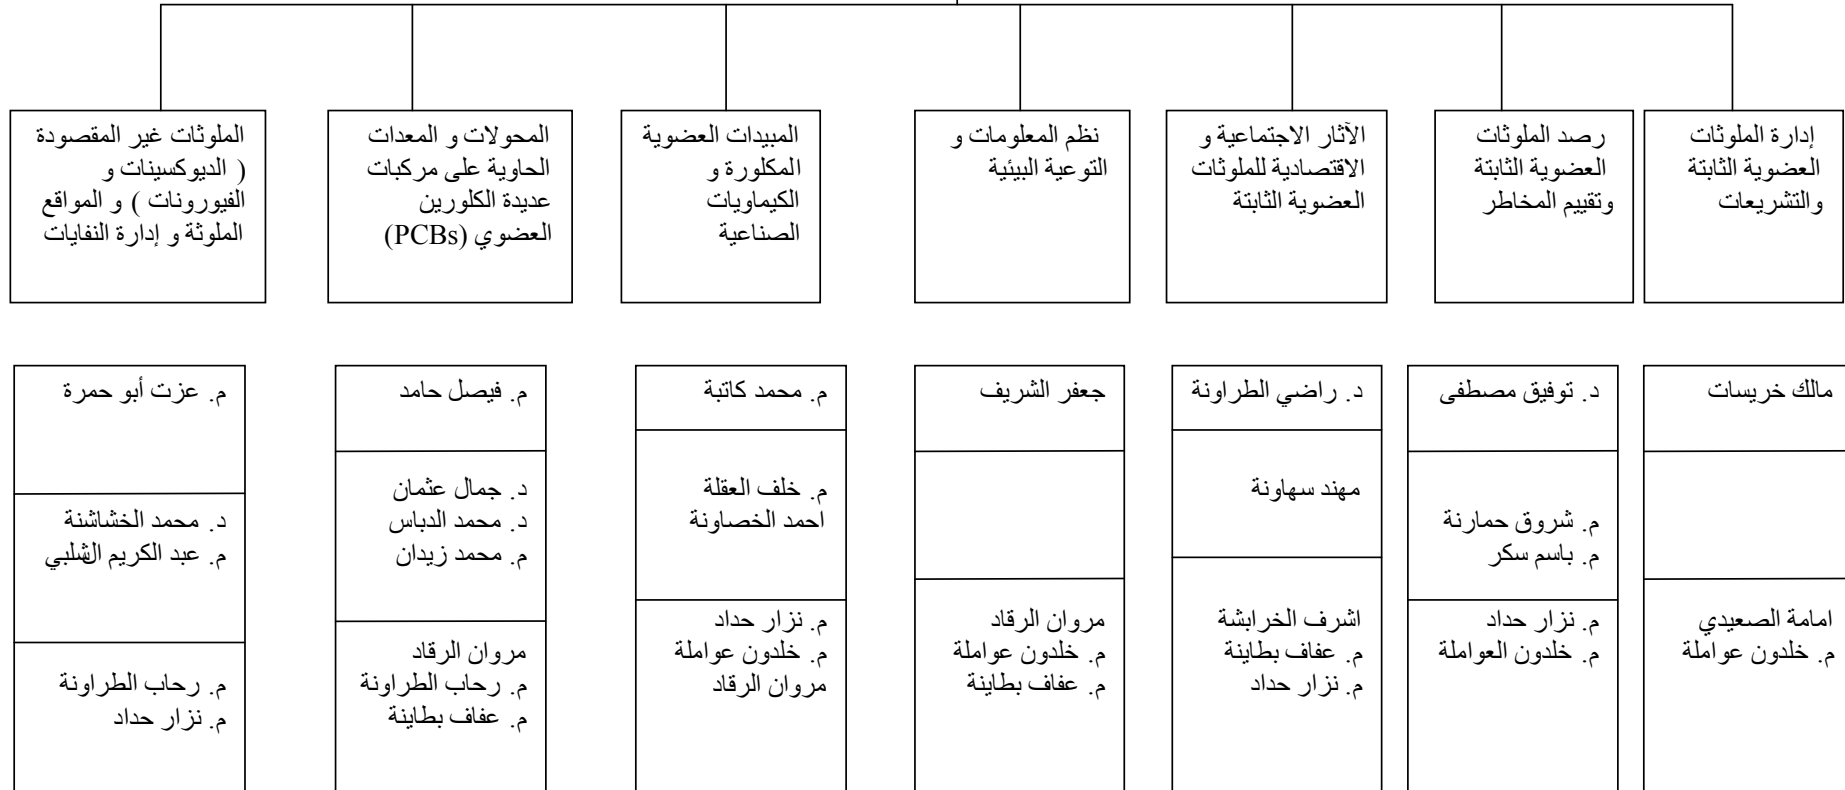 إدارة الملوثات
العضوية الثابتة
والتشريعات
رصد الملوثات
العضوية الثابتة
وتقييم المخاطر
الآثار الاجتماعية و
الاقتصادية للملوثات
العضوية الثابتة
نظم المعلومات و
التوعية البيئية
المبيدات العضوية
المكلورة و
الكيماويات
الصناعية
المحولات و المعدات
الحاوية على مركبات
عديدة الكلورين
العضوي (PCBs)
الملوثات غير المقصودة
( الديوكسينات و
الفيورونات ) و المواقع
الملوثة و إدارة النفايات
مالك خريسات
امامة الصعيدي
م. خلدون عواملة
د. توفيق مصطفى
م. شروق حمارنة
م. باسم سكر
م. نزار حداد
م. خلدون العواملة
د. راضي الطراونة
مهند سهاونة
اشرف الخرابشة
م. عفاف بطاينة
م. نزار حداد
جعفر الشريف
مروان الرقاد
م. خلدون عواملة
م. عفاف بطاينة
م. محمد كاتبة
م. خلف العقلة
احمد الخصاونة
م. نزار حداد
م. خلدون عواملة
مروان الرقاد
م. فيصل حامد
د. جمال عثمان
د. محمد الدباس
م. محمد زيدان
مروان الرقاد
م. رحاب الطراونة
م. عفاف بطاينة
م. عزت أبو حمرة
د. محمد الخشاشنة
م. عبد الكريم الشلبي
م. رحاب الطراونة
م. نزار حداد